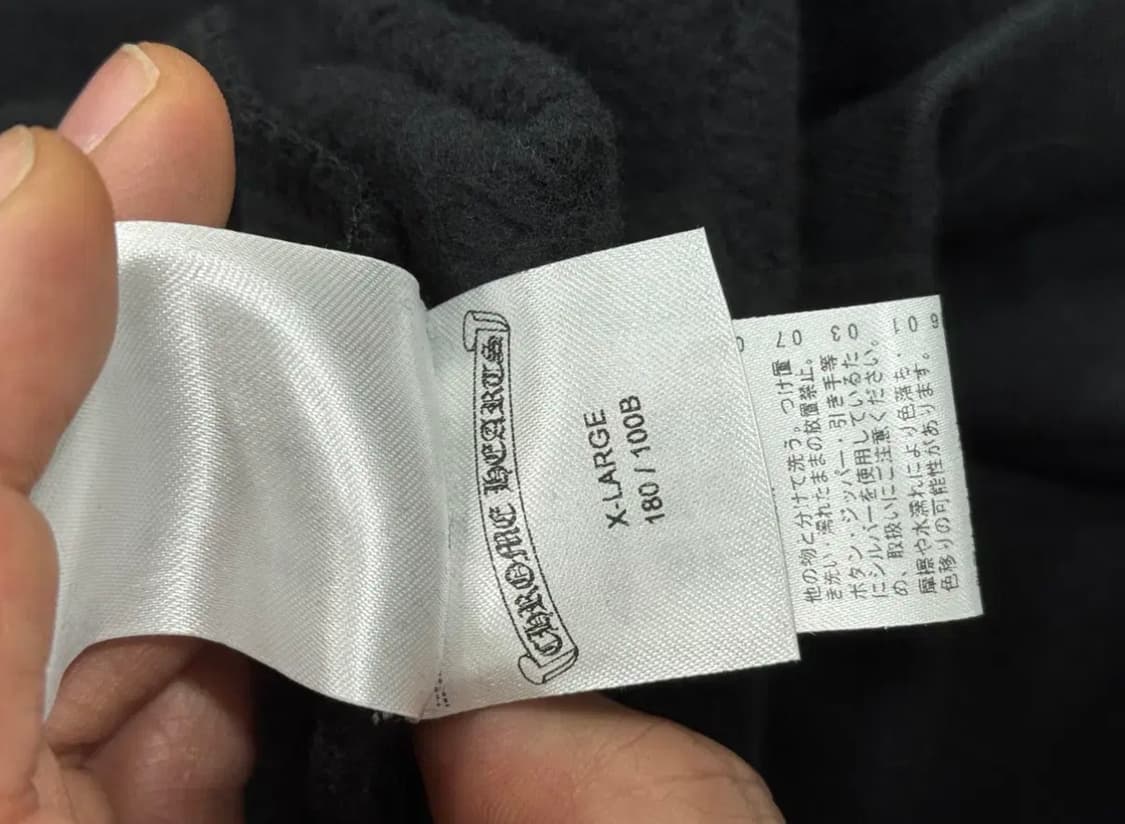 CHROME HEARTS
X-LARGE
180 / 100B
他の物と分けて洗う。つけ置
き洗い・濡れたままの放置禁止。
ボタン・ジッパー・引き手等
にシルバーを使用しているた
め、取扱いにご注意ください。
摩擦や水濡れにより色落ち・
色移りの可能性があります。